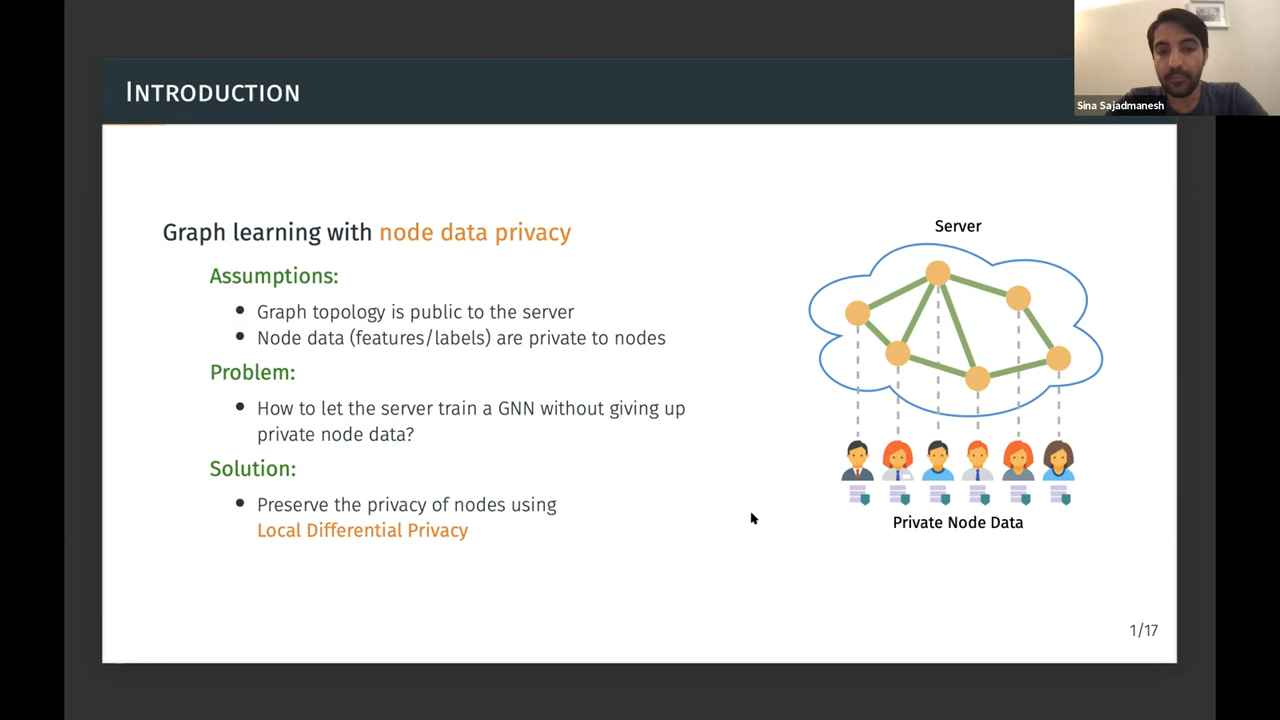 INTRODUCTION
Sina Sajadmanesh
Graph learning with node data privacy
Assumptions:
• Graph topology is public to the server
• Node data (features/labels) are private to nodes
Problem:
• How to let the server train a GNN without giving up
private node data?
Solution:
• Preserve the privacy of nodes using
Local Differential Privacy
Server
Private Node Data
1/17